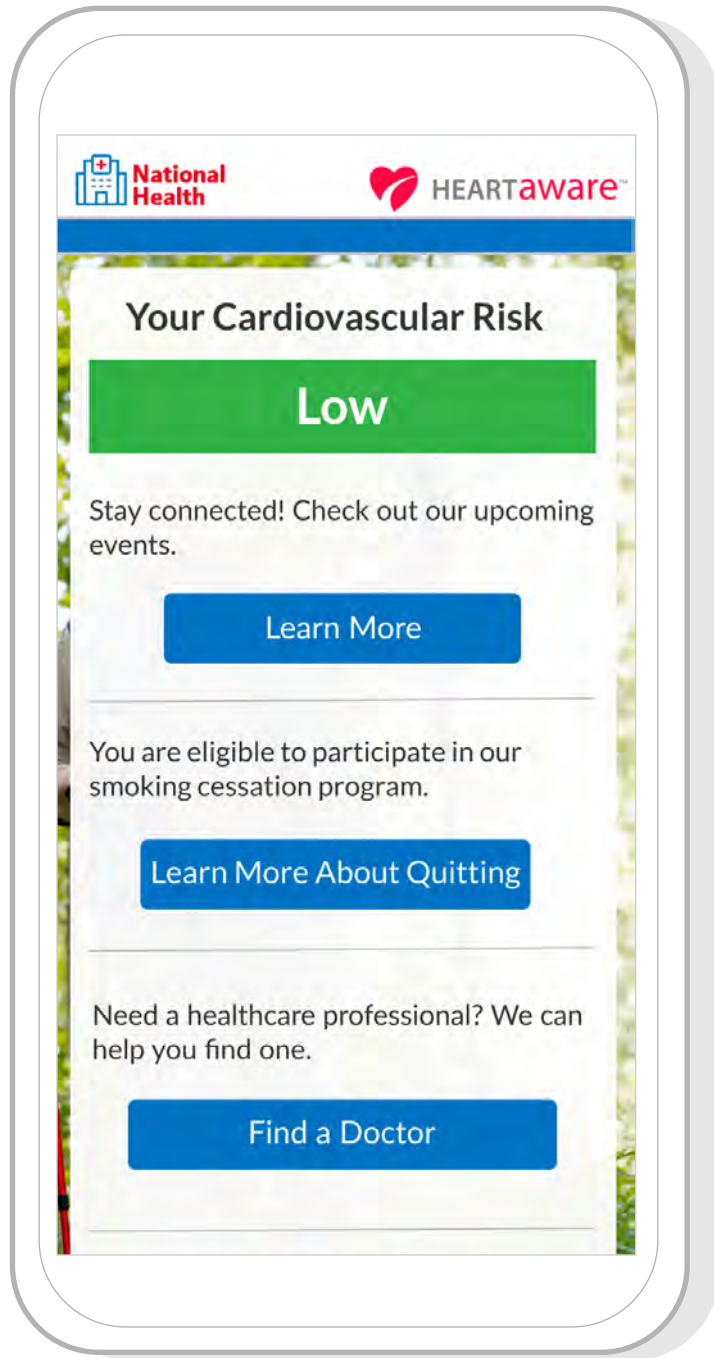 National
Health
HEARTaware™
Your Cardiovascular Risk
Low
Stay connected! Check out our upcoming
events.
Learn More
You are eligible to participate in our
smoking cessation program.
Learn More About Quitting
Need a healthcare professional? We can
help you find one.
Find a Doctor